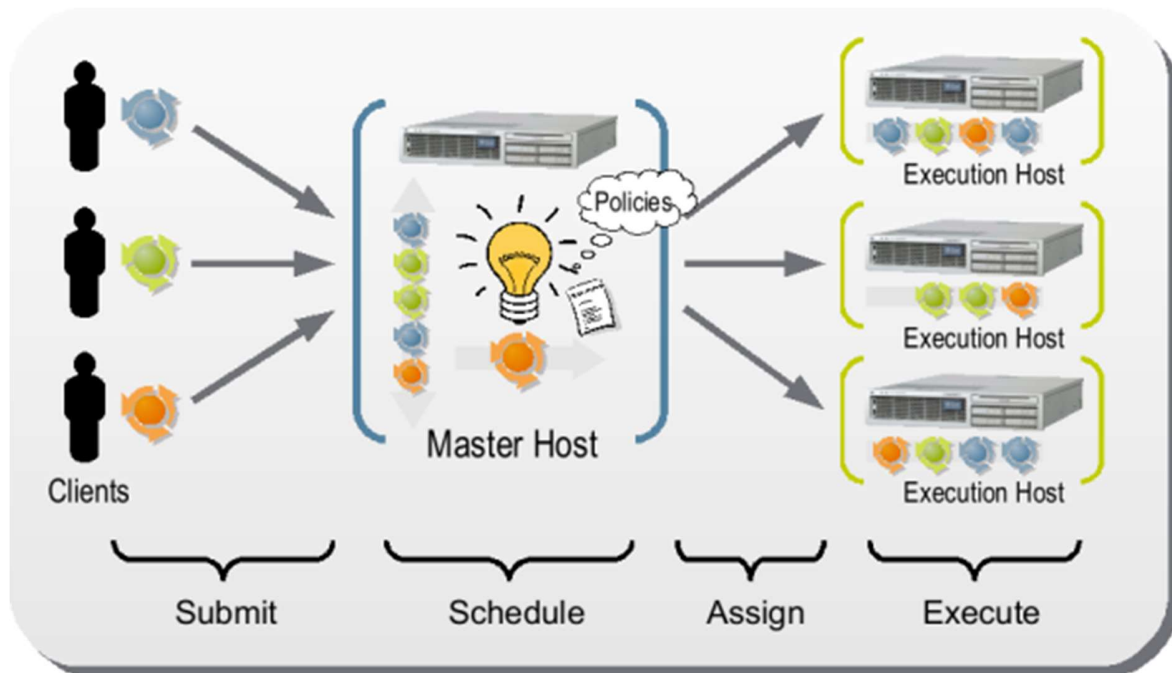 Policies
Master Host
Clients
Execution Host
Execution Host
Execution Host
Submit
Schedule
Assign
Execute